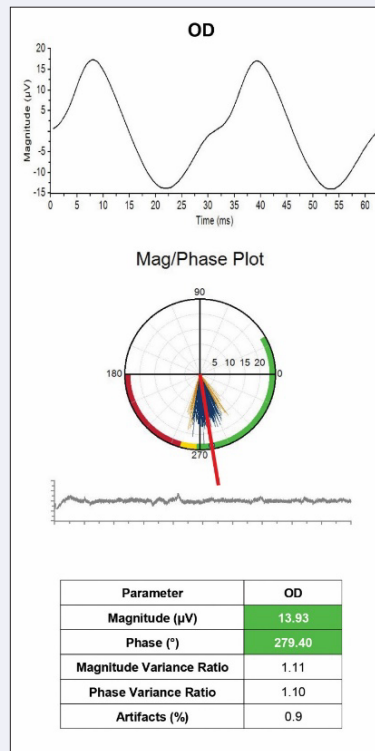 OD
Magnitude (µV)
20
15
10
5
0
-5
-10
-15
0 5 10 15 20 25 30 35 40 45 50 55 60
Time (ms)
Mag/Phase Plot
90
180
5 10 15 20
0
270
Parameter OD
Magnitude (µV) 13.93
Phase (°) 279.40
Magnitude Variance Ratio 1.11
Phase Variance Ratio 1.10
Artifacts (%) 0.9